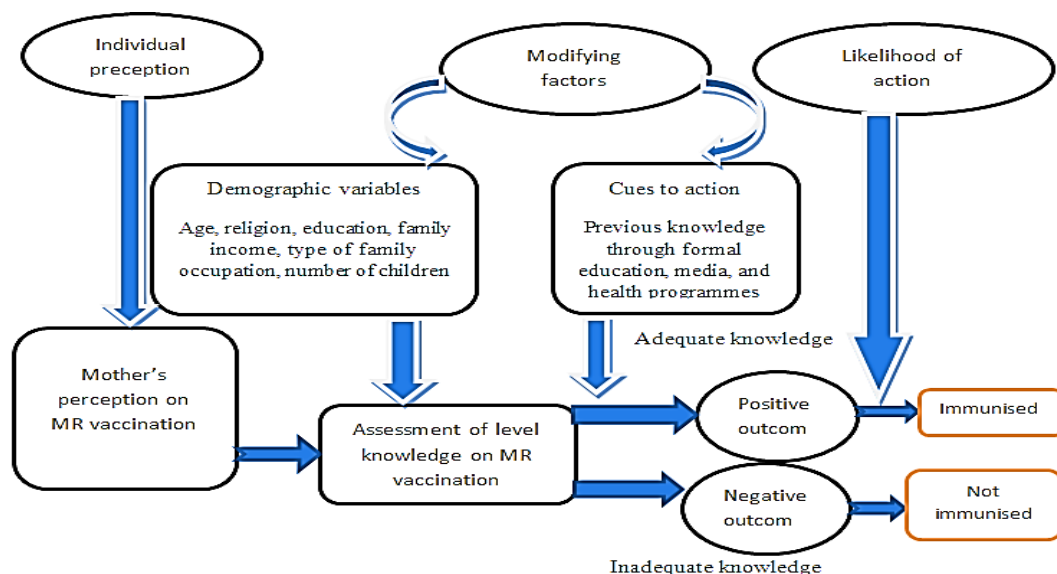 Individual
preception
Modifying
factors
Likelihood of
action
Demographic variables
Age, religion, education, family
income, type of family
occupation, number of children
Cues to action
Previous knowledge
through formal
education, media, and
health programmes
Adequate knowledge
Mother's
perception on
MR vaccination
Assessment of level
knowledge on MR
vaccination
Positive
outcom
Immunised
Negative
outcom
Not
immunised
Inadequate knowledge